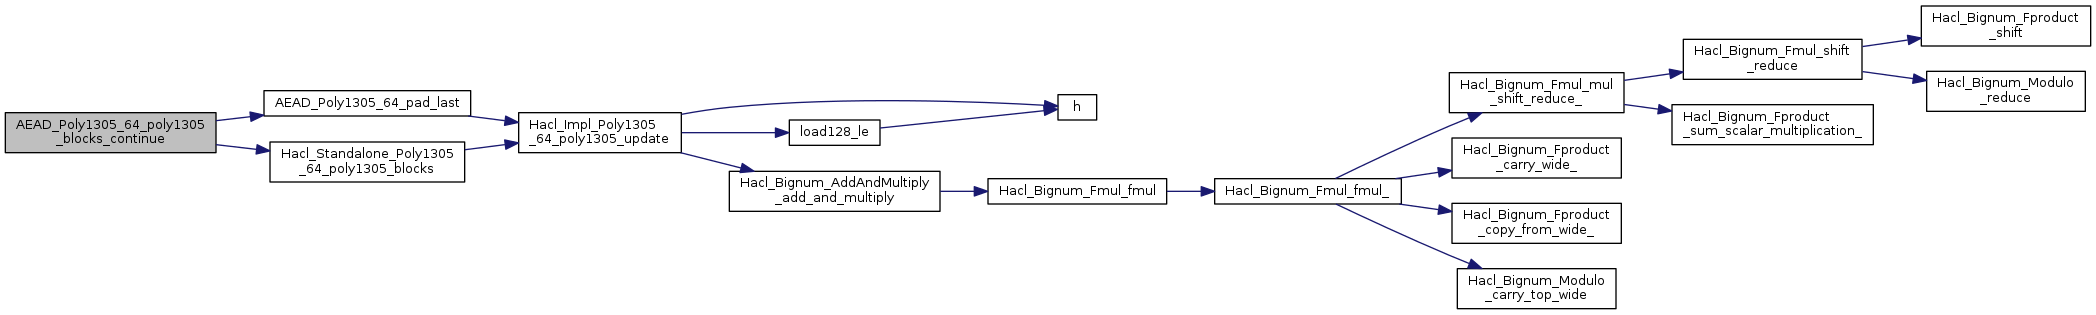 AEAD_Poly1305_64_poly1305
_blocks_continue
AEAD_Poly1305_64_pad_last
Hacl_Standalone_Poly1305
_64_poly1305_blocks
Hacl_Impl_Poly1305
_64_poly1305_update
h
load128_le
Hacl_Bignum_AddAndMultiply
_add_and_multiply
Hacl_Bignum_Fmul_fmul
Hacl_Bignum_Fmul_fmul_
Hacl_Bignum_Fmul_mul
_shift_reduce_
Hacl_Bignum_Fproduct
_carry_wide_
Hacl_Bignum_Fproduct
_copy_from_wide_
Hacl_Bignum_Modulo
_carry_top_wide
Hacl_Bignum_Fmul_shift
_reduce
Hacl_Bignum_Fproduct
_sum_scalar_multiplication_
Hacl_Bignum_Fproduct
_shift
Hacl_Bignum_Modulo
_reduce